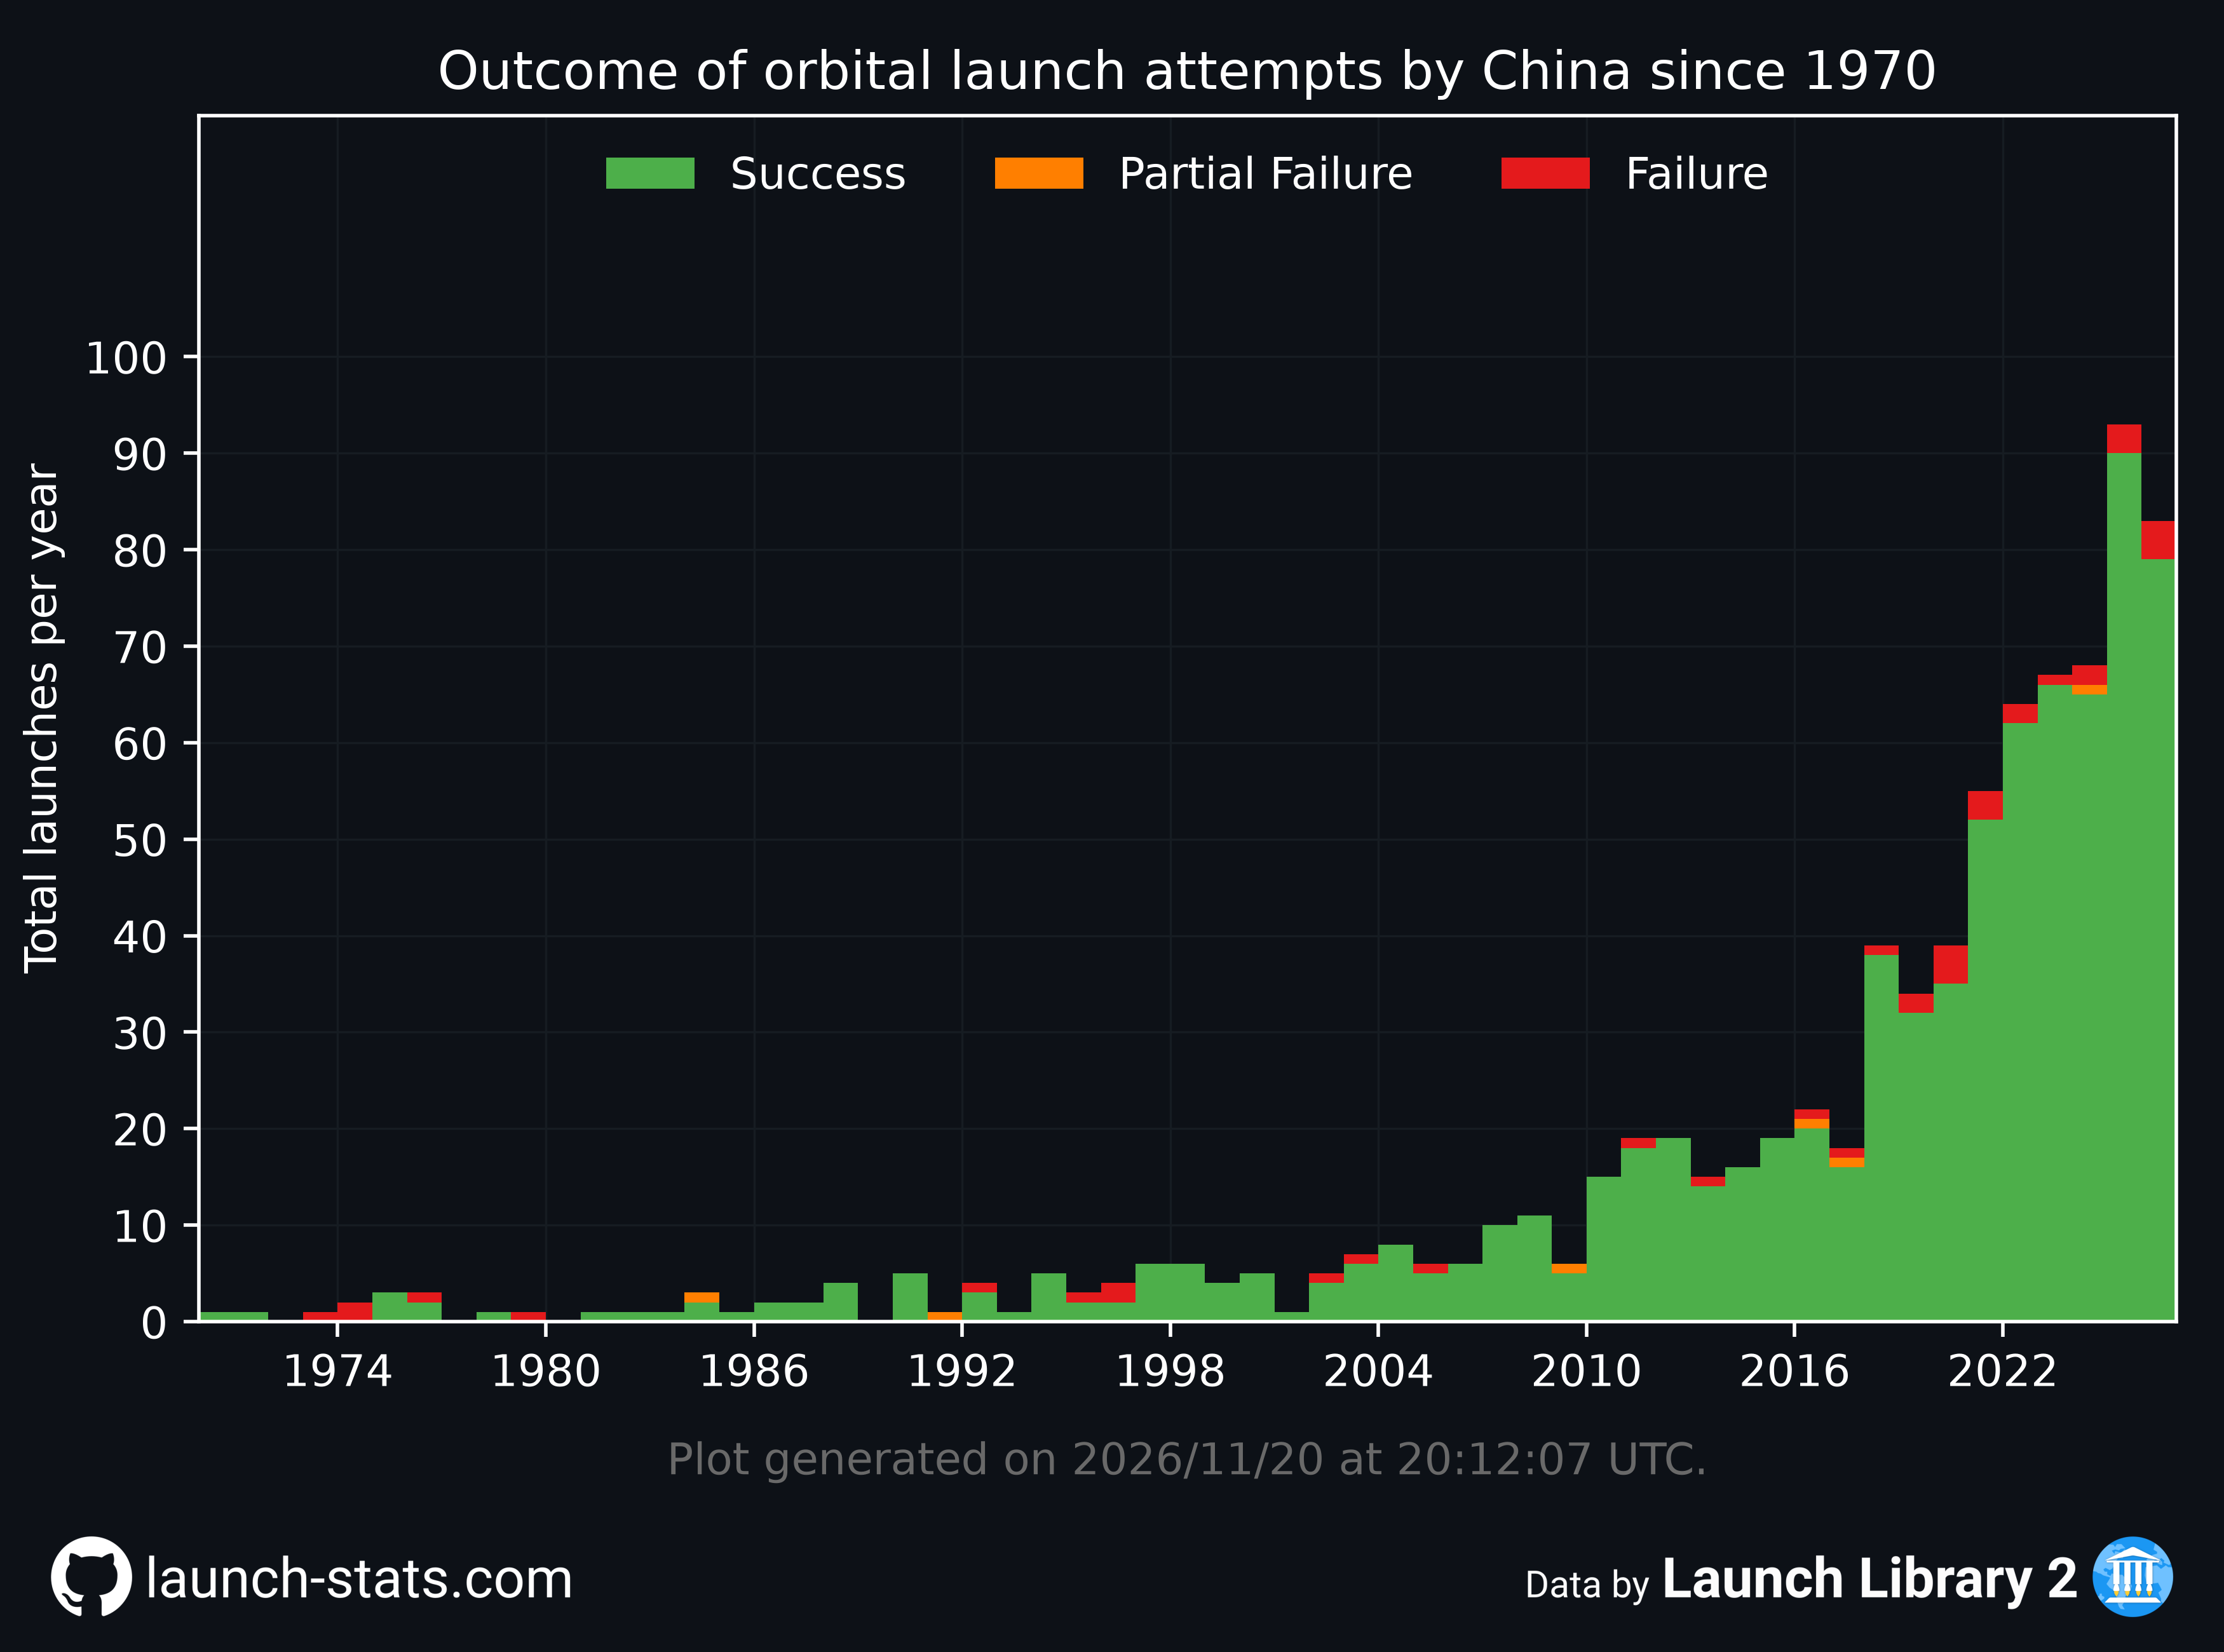 Outcome of orbital launch attempts by China since 1970
Success Partial Failure Failure
Total launches per year
100
90
80
70
60
50
40
30
20
10
0
1974 1980 1986 1992 1998 2004 2010 2016 2022
Plot generated on 2026/11/20 at 20:12:07 UTC.
launch-stats.com
Data by Launch Library 2